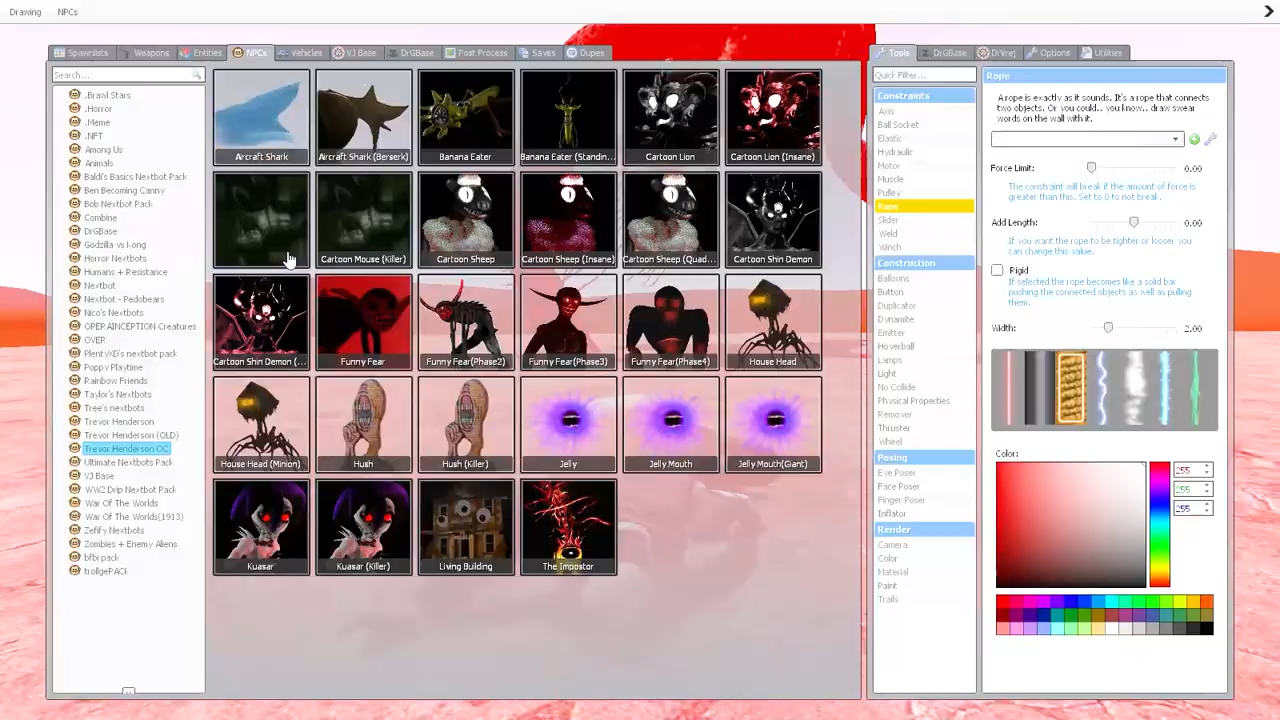 Drawing NPCs
Spawnlists Weapons Entities NPCs Vehicles VJ Base DrGBase Post Process Saves Dupes
Search...
.Brawl Stars
.Horror
.Meme
.NFT
Among Us
Animals
Baldi's Basics Nextbot Pack
Ben Becoming Canny
Bob Nextbot Pack
Combine
DrGBase
Godzilla vs Kong
Horror Nextbots
Humans + Resistance
Nextbot
Nextbot - Pedobears
Nico's Nextbots
OPER AINCEPTION Creatures
OVER
PlentyXD's nextbot pack
Poppy Playtime
Rainbow Friends
Taylor's Nextbots
Tree's nextbots
Trevor Henderson
Trevor Henderson (OLD)
Trevor Henderson OC
Ultimate Nextbots Pack
VJ Base
WW2 Drip Nextbot Pack
War Of The Worlds
War Of The Worlds(1913)
Zefify Nextbots
Zombies + Enemy Aliens
bfbi pack
trollgePACK
Aircraft Shark
Aircraft Shark (Berserk)
Banana Eater
Banana Eater (Standin...
Cartoon Lion
Cartoon Lion (Insane)
Cartoon Mouse (Killer)
Cartoon Sheep
Cartoon Sheep (Insane)
Cartoon Sheep (Quad...
Cartoon Shin Demon
Cartoon Shin Demon (...
Funny Fear
Funny Fear(Phase2)
Funny Fear(Phase3)
Funny Fear(Phase4)
House Head
House Head (Minion)
Hush
Hush (Killer)
Jelly
Jelly Mouth
Jelly Mouth(Giant)
Kuasar
Kuasar (Killer)
Living Building
The Impostor
Tools DrGBase DrVrej Options Utilities
Quick Filter...
Constraints
Axis
Ball Socket
Elastic
Hydraulic
Motor
Muscle
Pulley
Rope
Slider
Weld
Winch
Construction
Balloons
Button
Duplicator
Dynamite
Emitter
Hoverball
Lamps
Light
No Collide
Physical Properties
Remover
Thruster
Wheel
Posing
Eye Poser
Face Poser
Finger Poser
Inflator
Render
Camera
Color
Material
Paint
Trails
Rope
A rope is exactly as it sounds. It's a rope that connects
two objects. Or you could.. you know.. draw swear
words on the wall with it.
Force Limit: 0.00
The constraint will break if the amount of force is
greater than this. Set to 0 to not break.
Add Length: 0.00
If you want the rope to be tighter or looser you
can change this value.
Rigid
If selected the rope becomes like a solid bar
pushing the connected objects as well as pulling
them.
Width: 2.00
Color:
255
255
255